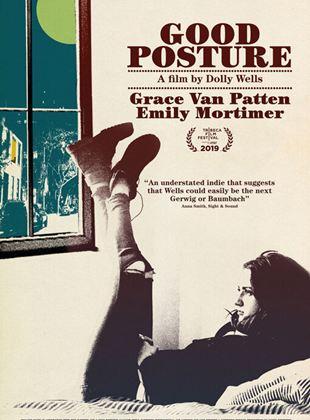 GOOD
POSTURE
A film by Dolly Wells
Grace Van Patten
Emily Mortimer
TRIBECA
FILM
FESTIVAL
2019
"An understated indie that suggests
that Wells could easily be the next
Gerwig or Baumbach"
Anna Smith, Sight & Sound